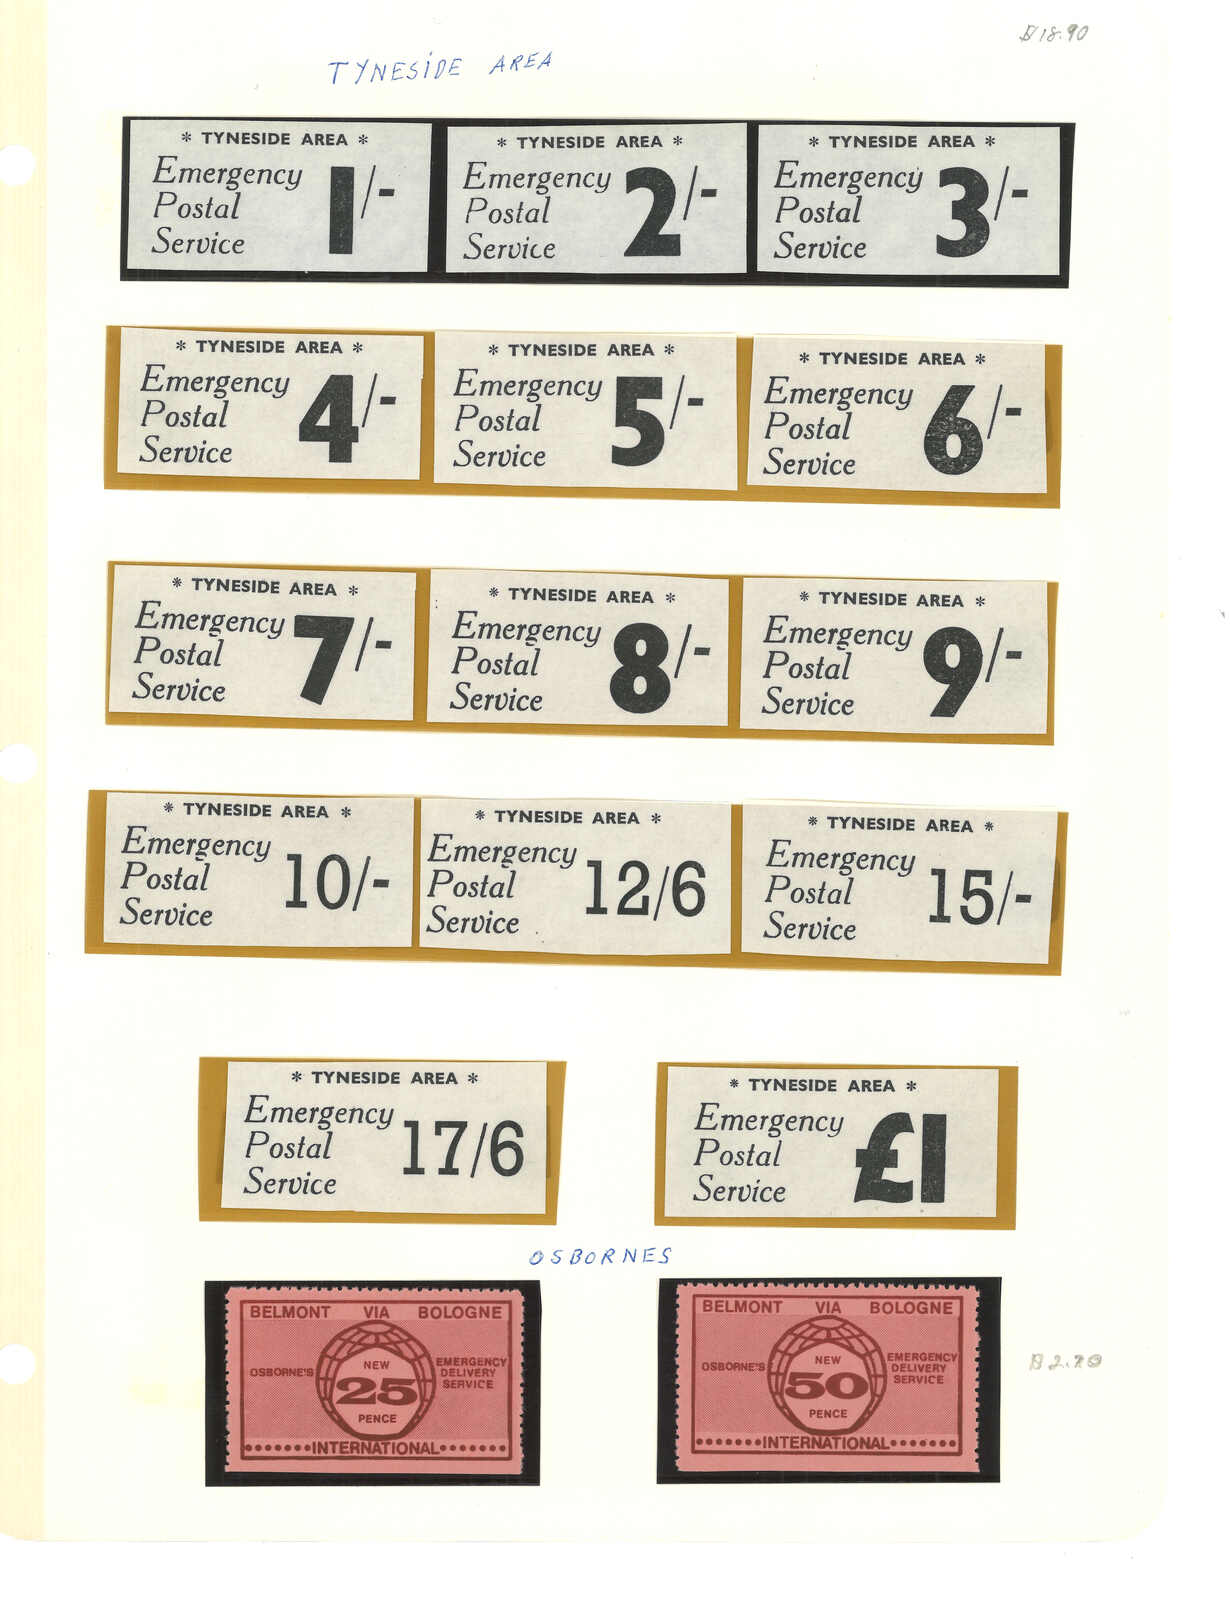 18.90
TYNESIDE AREA
* TYNESIDE AREA *
Emergency
Postal
Service
1/-
* TYNESIDE AREA *
Emergency
Postal
Service
2/-
* TYNESIDE AREA *
Emergency
Postal
Service
3/-
* TYNESIDE AREA *
Emergency
Postal
Service
4/-
* TYNESIDE AREA *
Emergency
Postal
Service
5/-
* TYNESIDE AREA *
Emergency
Postal
Service
6/-
* TYNESIDE AREA *
Emergency
Postal
Service
7/-
* TYNESIDE AREA *
Emergency
Postal
Service
8/-
* TYNESIDE AREA *
Emergency
Postal
Service
9/-
* TYNESIDE AREA *
Emergency
Postal
Service
10/-
* TYNESIDE AREA *
Emergency
Postal
Service
12/6
* TYNESIDE AREA *
Emergency
Postal
Service
15/-
* TYNESIDE AREA *
Emergency
Postal
Service
17/6
* TYNESIDE AREA *
Emergency
Postal
Service
£1
OSBORNES
BELMONT VIA BOLOGNE
OSBORNE'S
NEW
25
PENCE
EMERGENCY
DELIVERY
SERVICE
INTERNATIONAL
BELMONT VIA BOLOGNE
OSBORNE'S
NEW
50
PENCE
EMERGENCY
DELIVERY
SERVICE
INTERNATIONAL